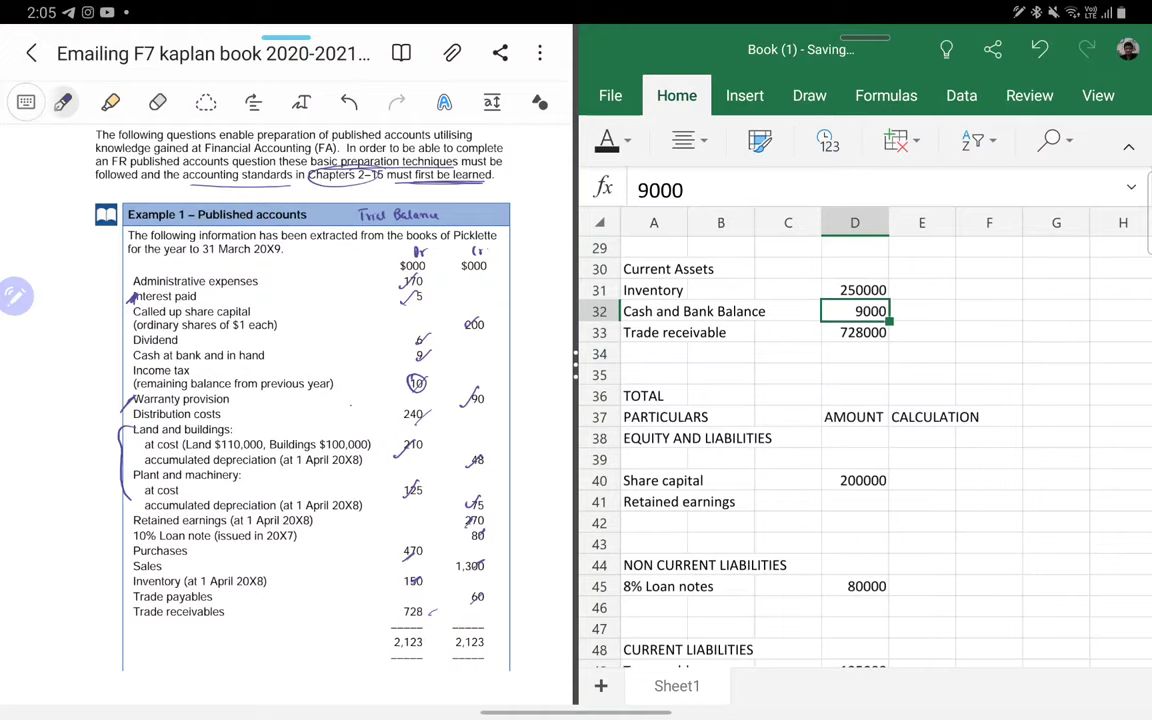 2:05
Emailing F7 kaplan book 2020-2021...
The following questions enable preparation of published accounts utilising
knowledge gained at Financial Accounting (FA). In order to be able to complete
an FR published accounts question these basic preparation techniques must be
followed and the accounting standards in Chapters 2–15 must first be learned.
Example 1 – Published accounts Trial Balance
The following information has been extracted from the books of Picklette
for the year to 31 March 20X9.
Dr Cr
$000 $000
Administrative expenses 170
Interest paid 5
Called up share capital
(ordinary shares of $1 each) 200
Dividend 6
Cash at bank and in hand 9
Income tax
(remaining balance from previous year) 10
Warranty provision 90
Distribution costs 240
Land and buildings:
at cost (Land $110,000, Buildings $100,000) 210
accumulated depreciation (at 1 April 20X8) 48
Plant and machinery:
at cost 125
accumulated depreciation (at 1 April 20X8) 75
Retained earnings (at 1 April 20X8) 270
10% Loan note (issued in 20X7) 80
Purchases 470
Sales 1,300
Inventory (at 1 April 20X8) 150
Trade payables 60
Trade receivables 728
2,123 2,123
Book (1) - Saving...
File Home Insert Draw Formulas Data Review View
A 123
fx 9000
A B C D E F G H
29
30 Current Assets
31 Inventory 250000
32 Cash and Bank Balance 9000
33 Trade receivable 728000
34
35
36 TOTAL
37 PARTICULARS AMOUNT CALCULATION
38 EQUITY AND LIABILITIES
39
40 Share capital 200000
41 Retained earnings
42
43
44 NON CURRENT LIABILITIES
45 8% Loan notes 80000
46
47
48 CURRENT LIABILITIES
+ Sheet1